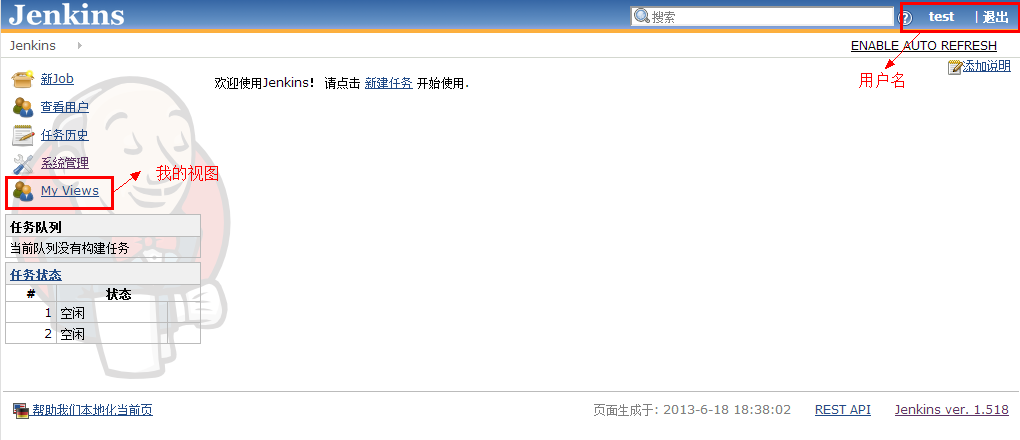 Jenkins
搜索
? test | 退出
Jenkins
ENABLE AUTO REFRESH
用户名
添加说明
新Job
查看用户
任务历史
系统管理
My Views
我的视图
欢迎使用Jenkins! 请点击 新建任务 开始使用.
任务队列
当前队列没有构建任务
任务状态
# 状态
1 空闲
2 空闲
帮助我们本地化当前页
页面生成于: 2013-6-18 18:38:02 REST API Jenkins ver. 1.518